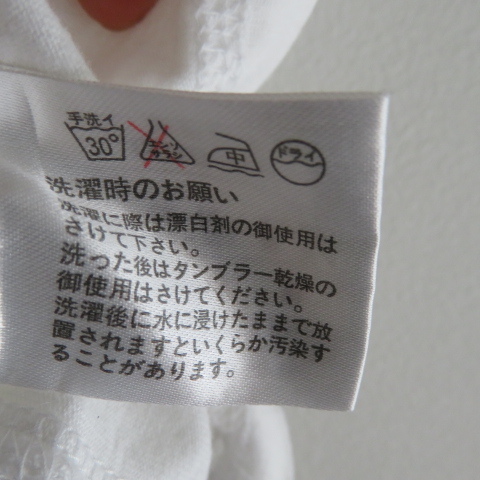 手洗イ
30° エンソ サラシ 中 ドライ
洗濯時のお願い
洗濯に際は漂白剤の御使用は
さけて下さい。
洗った後はタンブラー乾燥の
御使用はさけてください。
洗濯後に水に浸けたままで放
置されますといくらか汚染す
ることがあります。